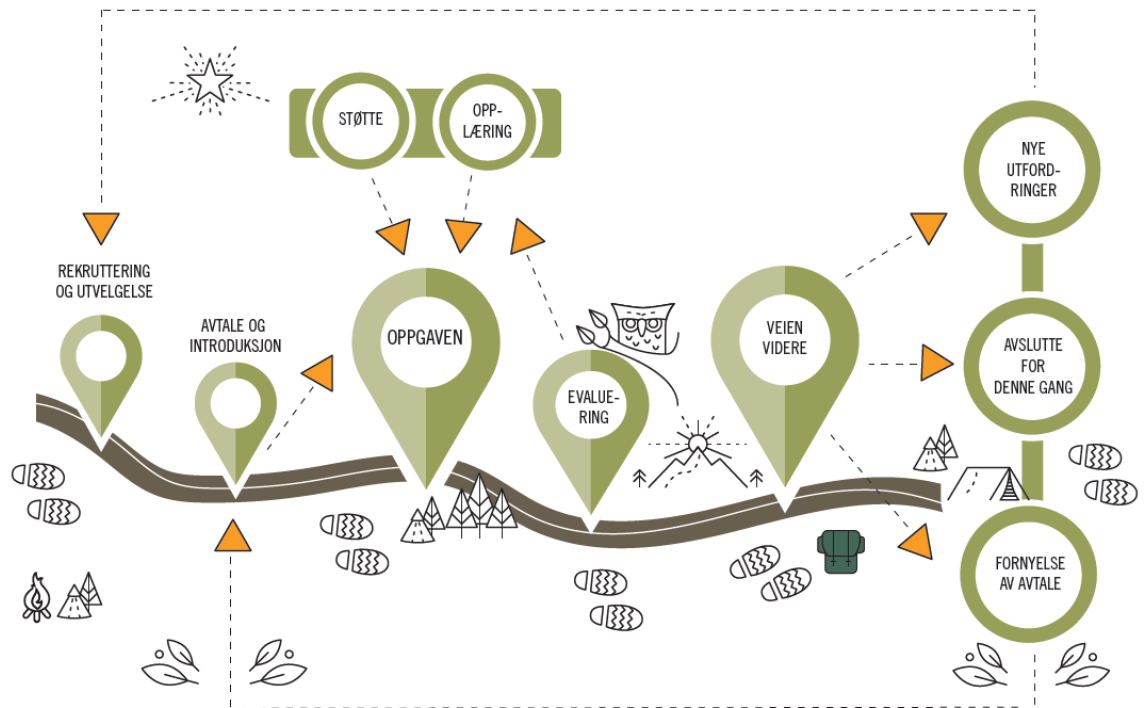 STØTTE
OPP-
LÆRING
NYE
UTFORD-
RINGER
REKRUTTERING
OG UTVELGELSE
AVTALE OG
INTRODUKSJON
OPPGAVEN
EVALUE-
RING
VEIEN
VIDERE
AVSLUTTE
FOR
DENNE GANG
FORNYELSE
AV AVTALE